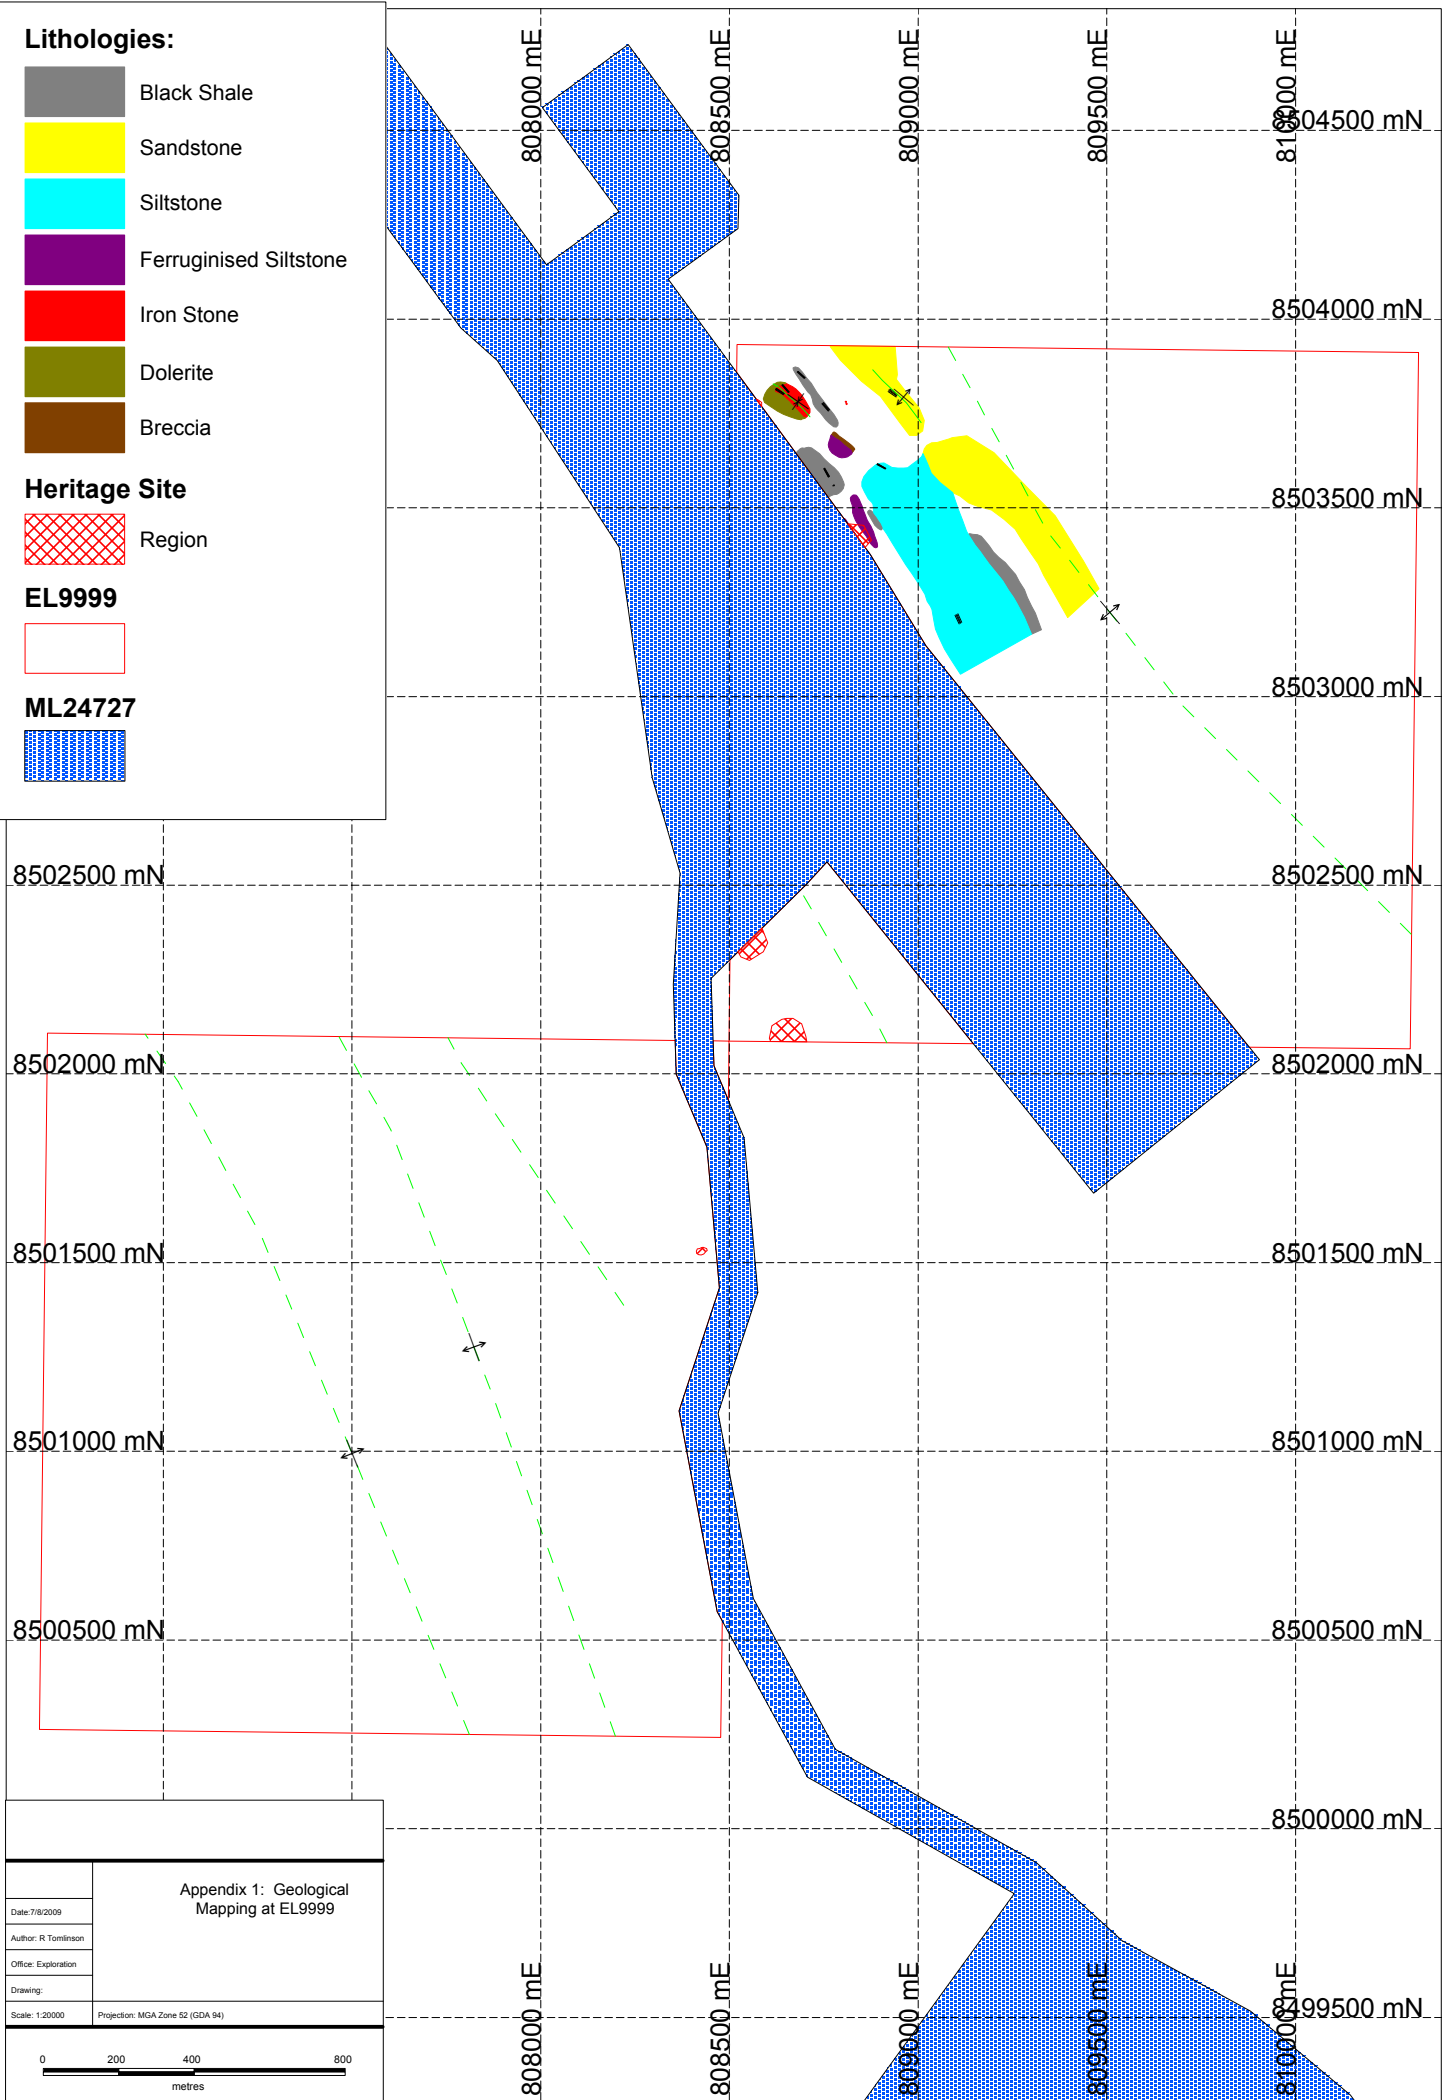 Lithologies:
Black Shale
Sandstone
Siltstone
Ferruginised Siltstone
Iron Stone
Dolerite
Breccia
Heritage Site
Region
EL9999
ML24727
808000 mE
808500 mE
809000 mE
809500 mE
810000 mE
8504500 mN
8504000 mN
8503500 mN
8503000 mN
8502500 mN
8502500 mN
8502000 mN
8502000 mN
8501500 mN
8501500 mN
8501000 mN
8501000 mN
8500500 mN
8500500 mN
8500000 mN
8499500 mN
808000 mE
808500 mE
809000 mE
809500 mE
810000 mE
Appendix 1: Geological
Mapping at EL9999
Date:7/8/2009
Author: R Tomlinson
Office: Exploration
Drawing:
Scale: 1:20000
Projection: MGA Zone 52 (GDA 94)
0 200 400 800
metres